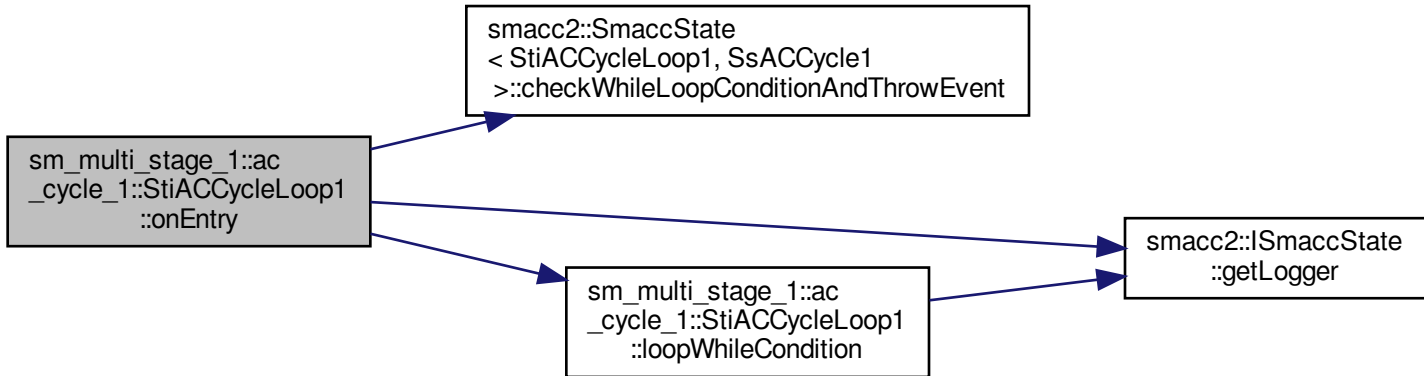 smacc2::SmaccState
< StiACCycleLoop1, SsACCycle1
>::checkWhileLoopConditionAndThrowEvent
sm_multi_stage_1::ac
_cycle_1::StiACCycleLoop1
::onEntry
smacc2::ISmaccState
::getLogger
sm_multi_stage_1::ac
_cycle_1::StiACCycleLoop1
::loopWhileCondition